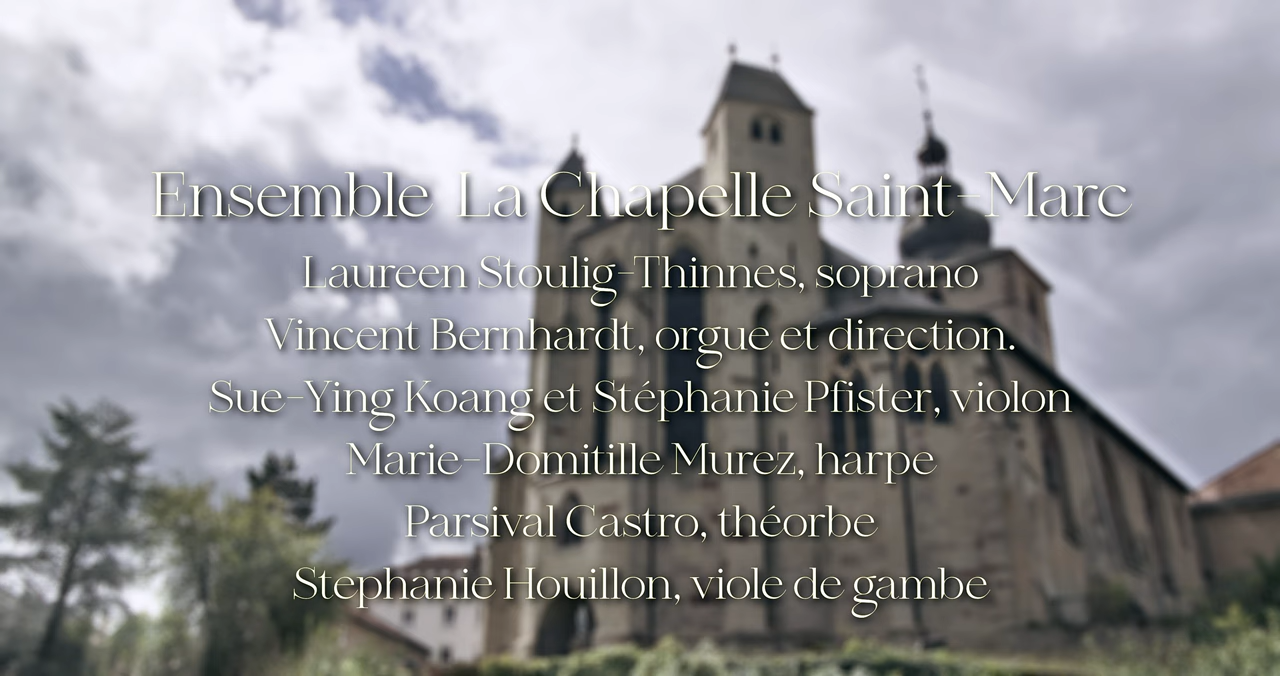 Ensemble La Chapelle Saint-Marc
Laureen Stoulig-Thinnes, soprano
Vincent Bernhardt, orgue et direction.
Sue-Ying Koang et Stéphanie Pfister, violon
Marie-Domitille Murez, harpe
Parsival Castro, théorbe
Stephanie Houillon, viole de gambe